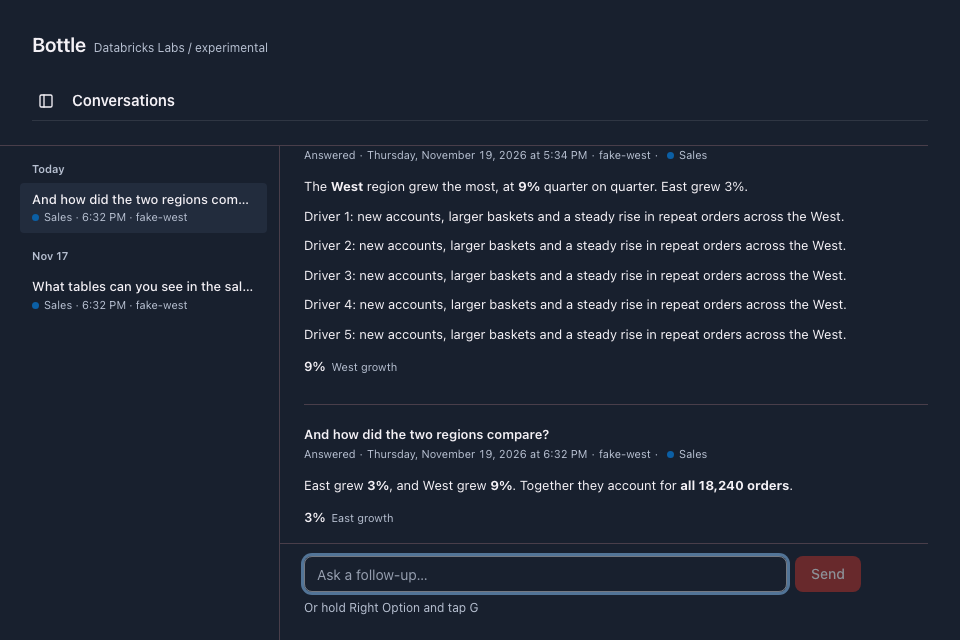 Bottle Databricks Labs / experimental
Conversations
Today
And how did the two regions com...
Sales · 6:32 PM · fake-west
Nov 17
What tables can you see in the sal...
Sales · 6:32 PM · fake-west
Answered · Thursday, November 19, 2026 at 5:34 PM · fake-west · Sales
The West region grew the most, at 9% quarter on quarter. East grew 3%.
Driver 1: new accounts, larger baskets and a steady rise in repeat orders across the West.
Driver 2: new accounts, larger baskets and a steady rise in repeat orders across the West.
Driver 3: new accounts, larger baskets and a steady rise in repeat orders across the West.
Driver 4: new accounts, larger baskets and a steady rise in repeat orders across the West.
Driver 5: new accounts, larger baskets and a steady rise in repeat orders across the West.
9% West growth
And how did the two regions compare?
Answered · Thursday, November 19, 2026 at 6:32 PM · fake-west · Sales
East grew 3%, and West grew 9%. Together they account for all 18,240 orders.
3% East growth
Ask a follow-up...
Send
Or hold Right Option and tap G